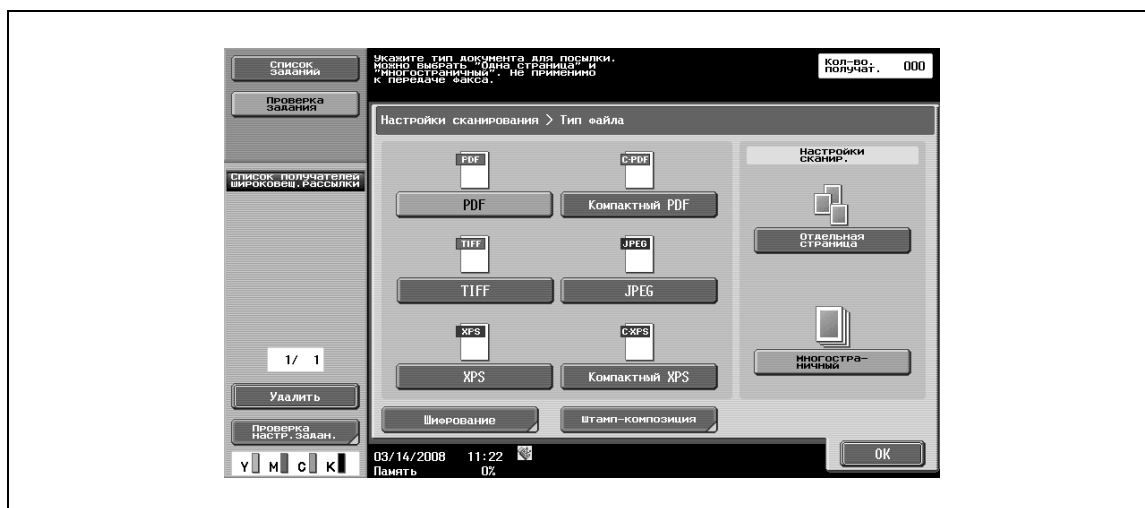 Список
заданий
Проверка
задания
Список получателей
широковещ.рассылки
1/ 1
Удалить
Проверка
настр.задан.
Y M C K
Укажите тип документа для посылки.
Можно выбрать "Одна страница" и
"Многостраничный". Не применимо
к передаче факса.
Кол-во.
получат. 000
Настройки сканирования > Тип файла
PDF
C-PDF
PDF
Компактный PDF
TIFF
JPEG
TIFF
JPEG
XPS
C-XPS
XPS
Компактный XPS
Шифрование
Штамп-композиция
Настройки
сканир.
Отдельная
страница
Многостра-
ничный
03/14/2008 11:22
Память 0%
OK